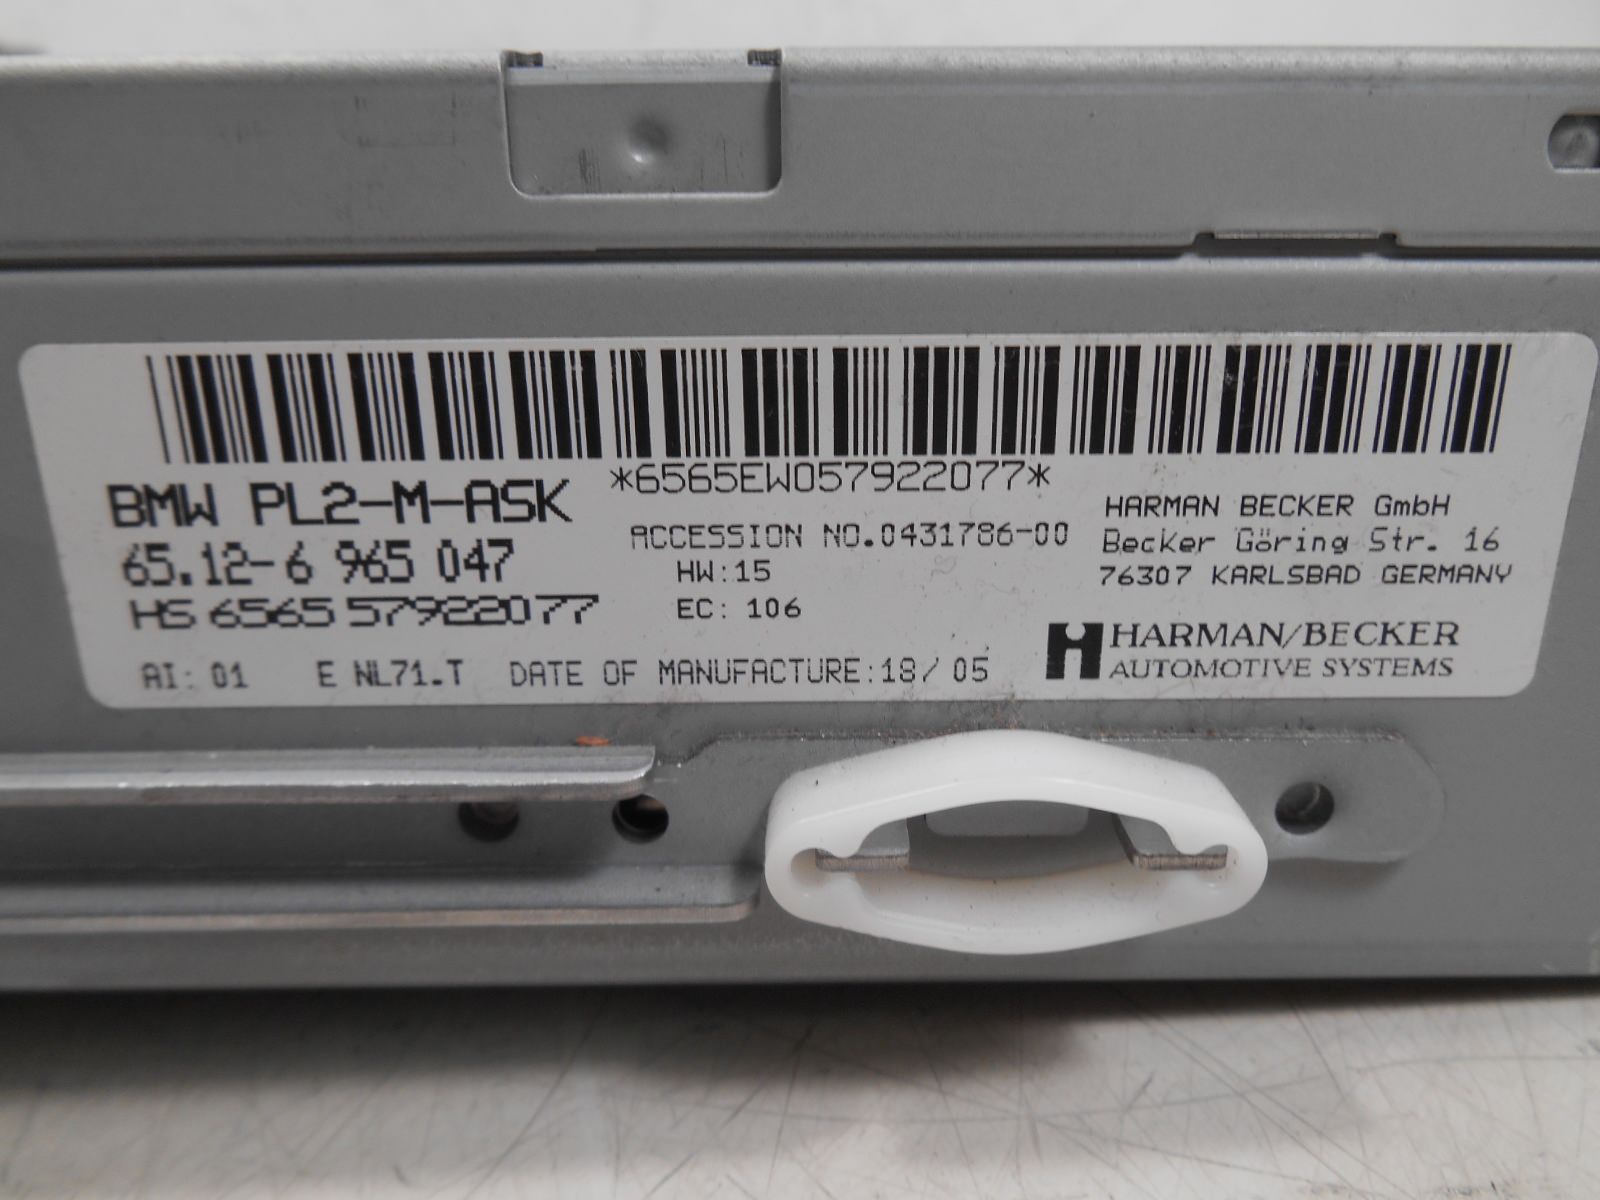 *6565EW057922077*
BMW PL2-M-ASK
65.12-6 965 047
HS 6565 57922077
ACCESSION NO.0431786-00
HW:15
EC: 106
HARMAN BECKER GmbH
Becker Göring Str. 16
76307 KARLSBAD GERMANY
HARMAN/BECKER
AUTOMOTIVE SYSTEMS
AI: 01 E NL71.T DATE OF MANUFACTURE:18/05